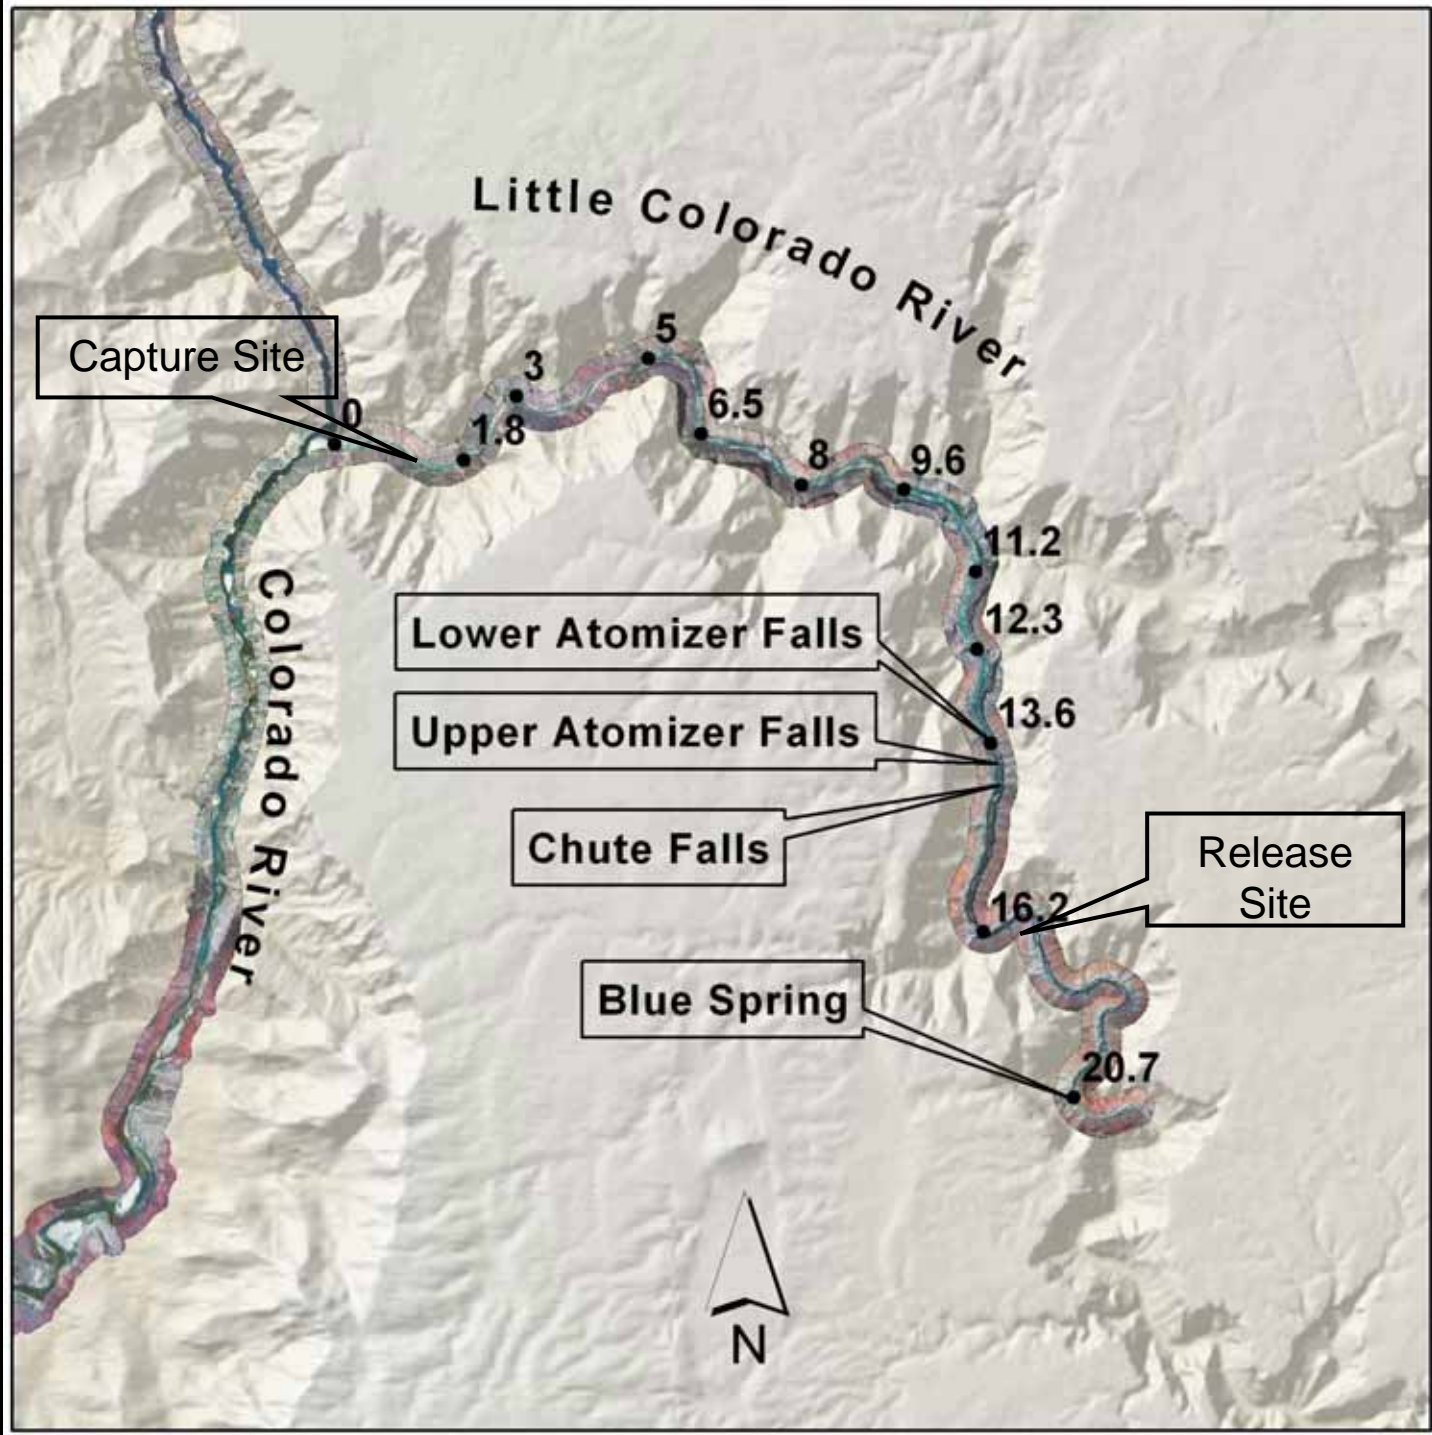 Little Colorado River
Capture Site
0
1.8
3
5
6.5
8
9.6
11.2
12.3
13.6
Lower Atomizer Falls
Upper Atomizer Falls
Chute Falls
Release
Site
16.2
Blue Spring
20.7
Colorado River
N